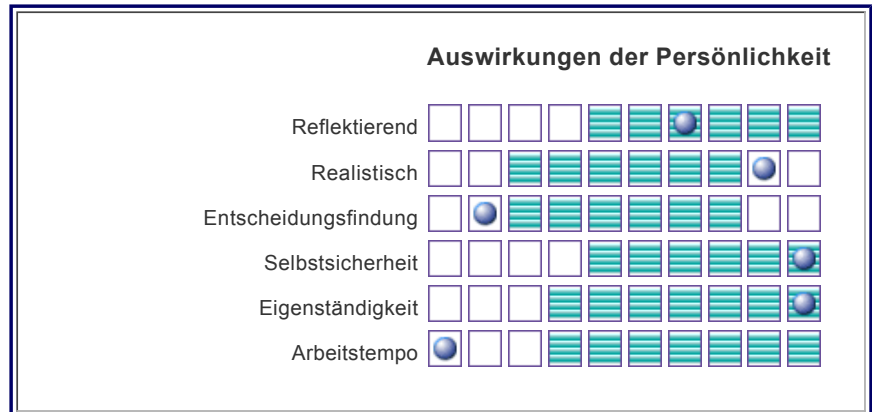 Auswirkungen der Persönlichkeit
Reflektierend
Realistisch
Entscheidungsfindung
Selbstsicherheit
Eigenständigkeit
Arbeitstempo